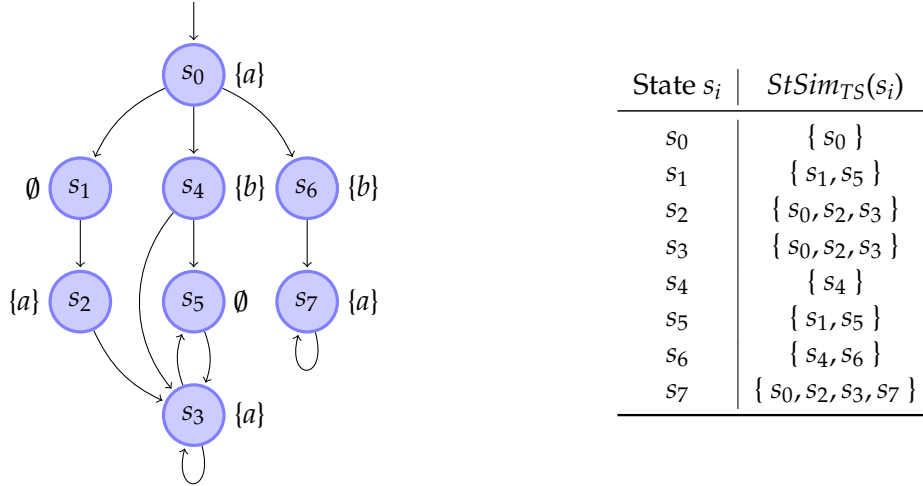 s₀ {a}
∅ s₁ s₄ {b} s₆ {b}
{a} s₂ s₅ ∅ s₇ {a}
s₃ {a}
State sᵢ StSim_TS(sᵢ)
s₀ { s₀ }
s₁ { s₁, s₅ }
s₂ { s₀, s₂, s₃ }
s₃ { s₀, s₂, s₃ }
s₄ { s₄ }
s₅ { s₁, s₅ }
s₆ { s₄, s₆ }
s₇ { s₀, s₂, s₃, s₇ }